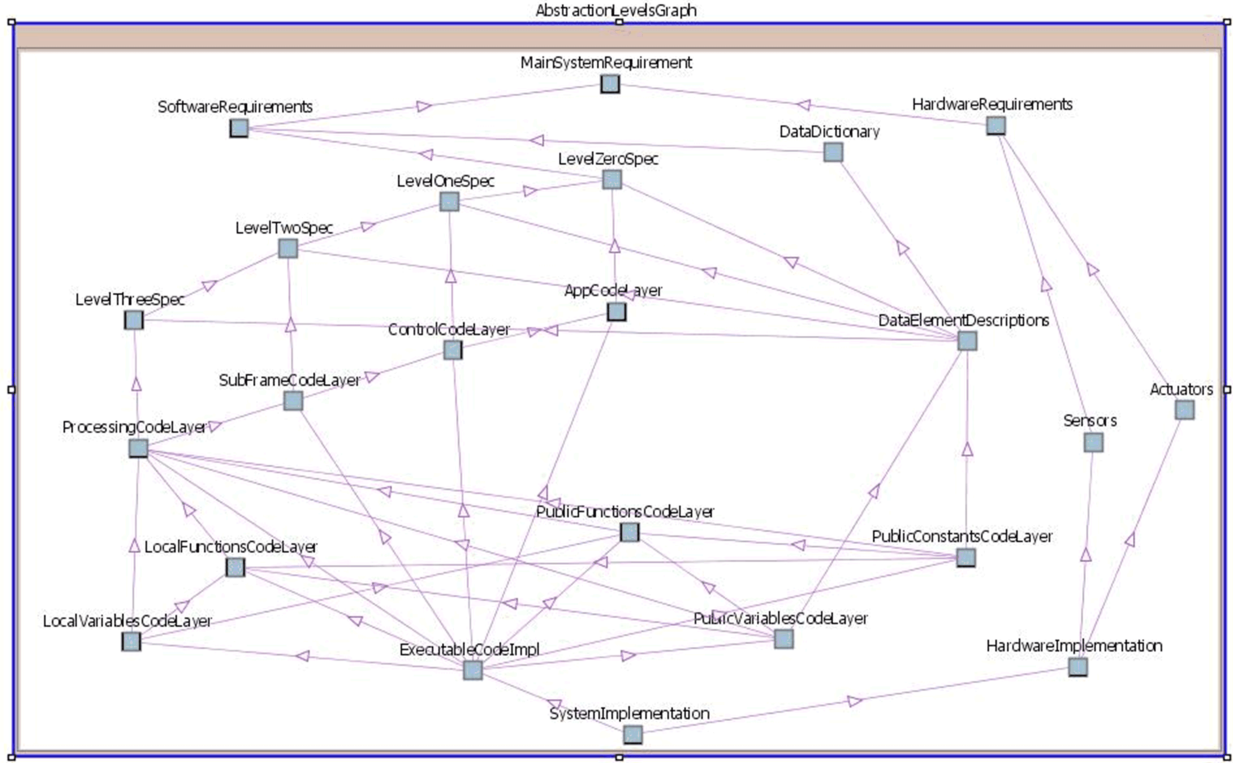 AbstractionLevelsGraph
MainSystemRequirement
SoftwareRequirements
HardwareRequirements
DataDictionary
LevelZeroSpec
LevelOneSpec
LevelTwoSpec
LevelThreeSpec
AppCodeLayer
DataElementDescriptions
ControlCodeLayer
SubFrameCodeLayer
Actuators
Sensors
ProcessingCodeLayer
PublicFunctionsCodeLayer
PublicConstantsCodeLayer
LocalFunctionsCodeLayer
LocalVariablesCodeLayer
PublicVariablesCodeLayer
ExecutableCodeImpl
HardwareImplementation
SystemImplementation